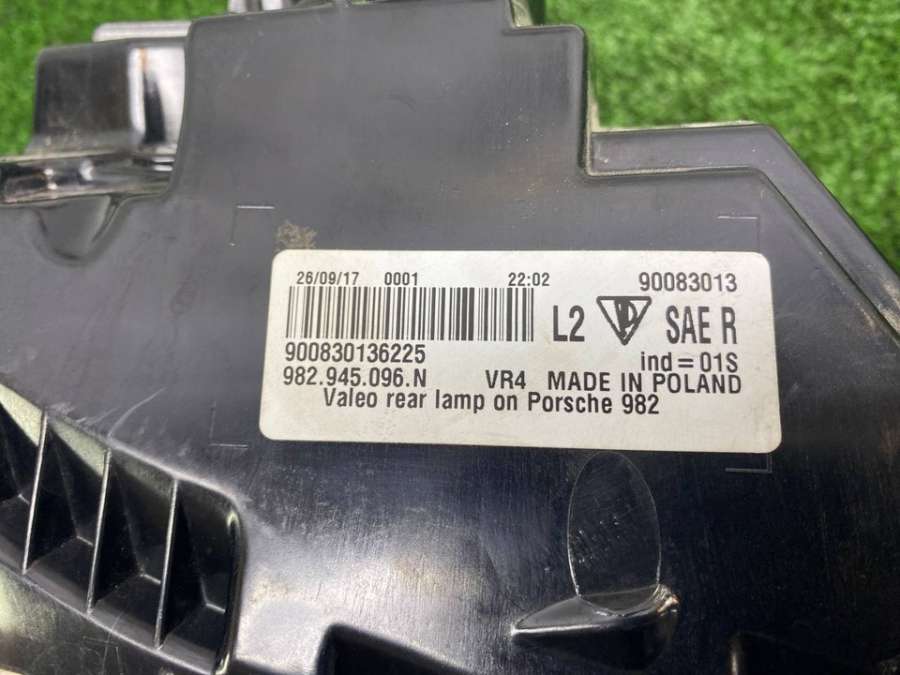 26/09/17 0001 22:02 90083013
L2 SAE R
900830136225 ind=01S
982.945.096.N VR4 MADE IN POLAND
Valeo rear lamp on Porsche 982